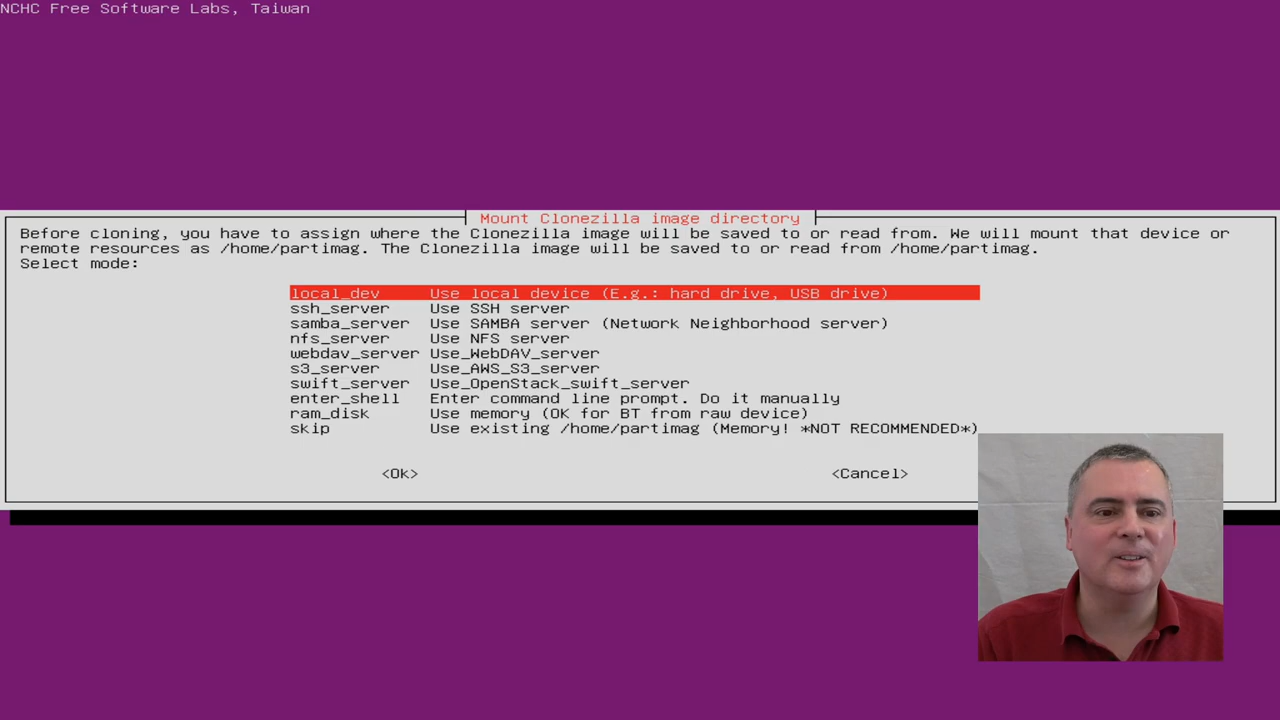 NCHC Free Software Labs, Taiwan
Mount Clonezilla image directory
Before cloning, you have to assign where the Clonezilla image will be saved to or read from. We will mount that device or
remote resources as /home/partimag. The Clonezilla image will be saved to or read from /home/partimag.
Select mode:
local_dev Use local device (E.g.: hard drive, USB drive)
ssh_server Use SSH server
samba_server Use SAMBA server (Network Neighborhood server)
nfs_server Use NFS server
webdav_server Use_WebDAV_server
s3_server Use_AWS_S3_server
swift_server Use_OpenStack_swift_server
enter_shell Enter command line prompt. Do it manually
ram_disk Use memory (OK for BT from raw device)
skip Use existing /home/partimag (Memory! *NOT RECOMMENDED*)
<Ok> <Cancel>